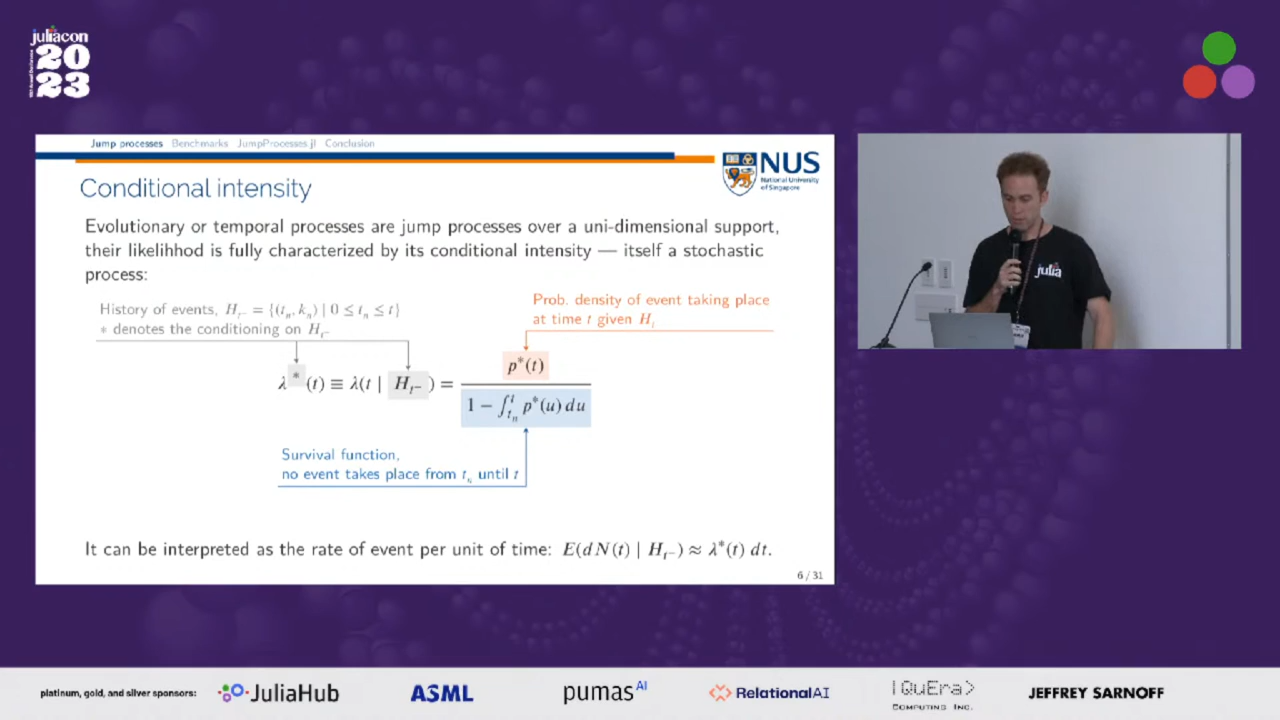 juliacon
20
23
Jump processes Benchmarks JumpProcesses.jl Conclusion
NUS
National University
of Singapore
Conditional intensity
Evolutionary or temporal processes are jump processes over a uni-dimensional support,
their likelihhod is fully characterized by its conditional intensity — itself a stochastic
process:
History of events, H_{t^-} = {(t_n, k_n) | 0 ≤ t_n ≤ t}
* denotes the conditioning on H_{t^-}
Prob. density of event taking place
at time t given H_t
λ^*(t) ≡ λ(t | H_{t^-}) = p^*(t) / (1 − ∫_{t_n}^{t} p^*(u) du)
Survival function,
no event takes place from t_n until t
It can be interpreted as the rate of event per unit of time: E(dN(t) | H_{t^-}) ≈ λ^*(t) dt.
6 / 31
julia
platinum, gold, and silver sponsors: JuliaHub ASML pumas AI RelationalAI QuEra> COMPUTING INC. JEFFREY SARNOFF